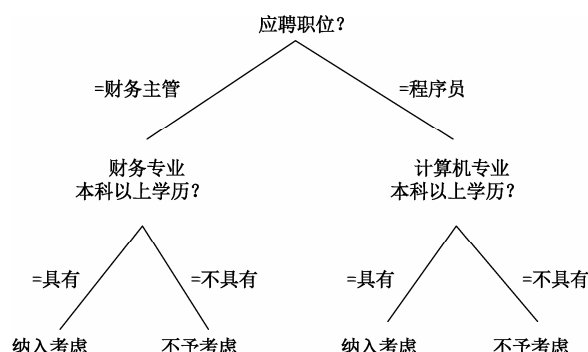 应聘职位？
=财务主管
=程序员
财务专业
本科以上学历？
计算机专业
本科以上学历？
=具有
=不具有
=具有
=不具有
纳入考虑
不予考虑
纳入考虑
不予考虑